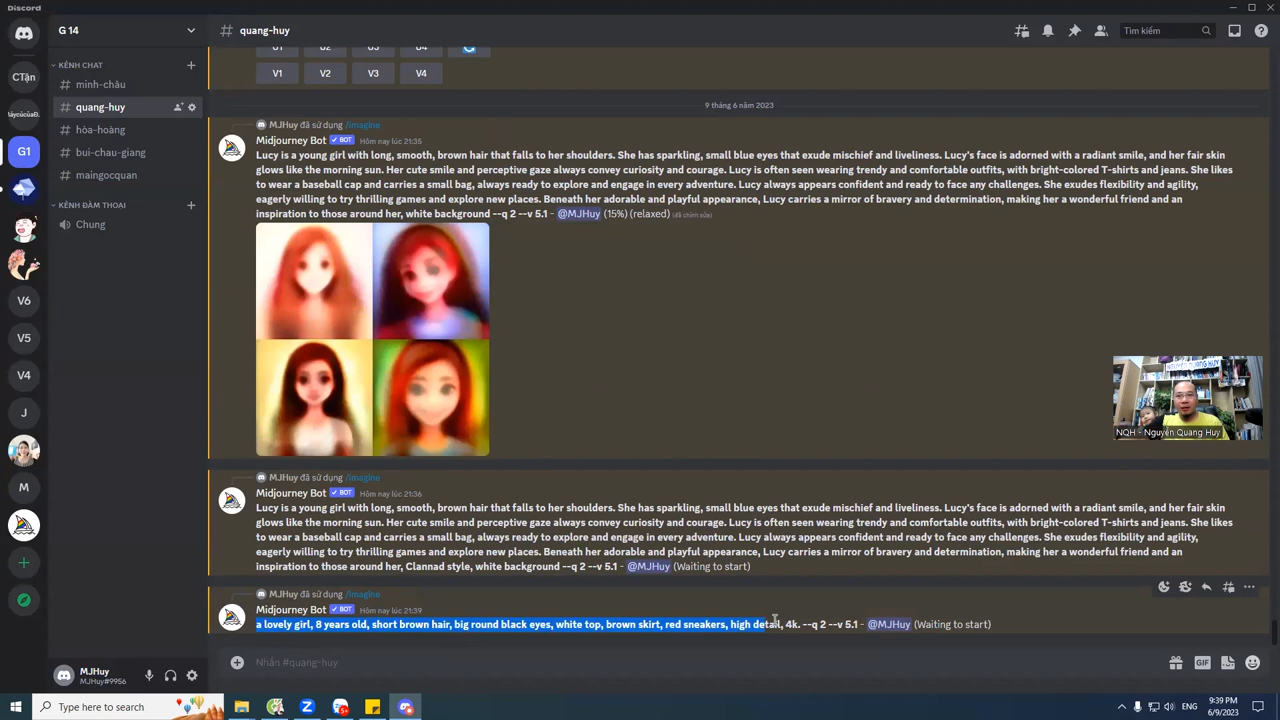 Discord
G 14
# quang-huy
Tìm kiếm
KÊNH CHAT
# minh-châu
# quang-huy
# hòa-hoàng
# bui-chau-giang
# maingocquan
KÊNH ĐÀM THOẠI
Chung
CTận
G1
V6
V5
V4
J
M
V1 V2 V3 V4
9 tháng 6 năm 2023
MJHuy đã sử dụng /imagine
Midjourney Bot ✓ BOT Hôm nay lúc 21:35
Lucy is a young girl with long, smooth, brown hair that falls to her shoulders. She has sparkling, small blue eyes that exude mischief and liveliness. Lucy's face is adorned with a radiant smile, and her fair skin
glows like the morning sun. Her cute smile and perceptive gaze always convey curiosity and courage. Lucy is often seen wearing trendy and comfortable outfits, with bright-colored T-shirts and jeans. She likes
to wear a baseball cap and carries a small bag, always ready to explore and engage in every adventure. Lucy always appears confident and ready to face any challenges. She exudes flexibility and agility,
eagerly willing to try thrilling games and explore new places. Beneath her adorable and playful appearance, Lucy carries a mirror of bravery and determination, making her a wonderful friend and an
inspiration to those around her, white background --q 2 --v 5.1 - @MJHuy (15%) (relaxed) (đã chỉnh sửa)
NQH - Nguyễn Quang Huy
MJHuy đã sử dụng /imagine
Midjourney Bot ✓ BOT Hôm nay lúc 21:36
Lucy is a young girl with long, smooth, brown hair that falls to her shoulders. She has sparkling, small blue eyes that exude mischief and liveliness. Lucy's face is adorned with a radiant smile, and her fair skin
glows like the morning sun. Her cute smile and perceptive gaze always convey curiosity and courage. Lucy is often seen wearing trendy and comfortable outfits, with bright-colored T-shirts and jeans. She likes
to wear a baseball cap and carries a small bag, always ready to explore and engage in every adventure. Lucy always appears confident and ready to face any challenges. She exudes flexibility and agility,
eagerly willing to try thrilling games and explore new places. Beneath her adorable and playful appearance, Lucy carries a mirror of bravery and determination, making her a wonderful friend and an
inspiration to those around her, Clannad style, white background --q 2 --v 5.1 - @MJHuy (Waiting to start)
MJHuy đã sử dụng /imagine
Midjourney Bot ✓ BOT Hôm nay lúc 21:39
a lovely girl, 8 years old, short brown hair, big round black eyes, white top, brown skirt, red sneakers, high detail, 4k. --q 2 --v 5.1 - @MJHuy (Waiting to start)
Nhắn #quang-huy
GIF
MJHuy
MJHuy#9956
Type here to search
5+
ENG
9:39 PM
6/9/2023